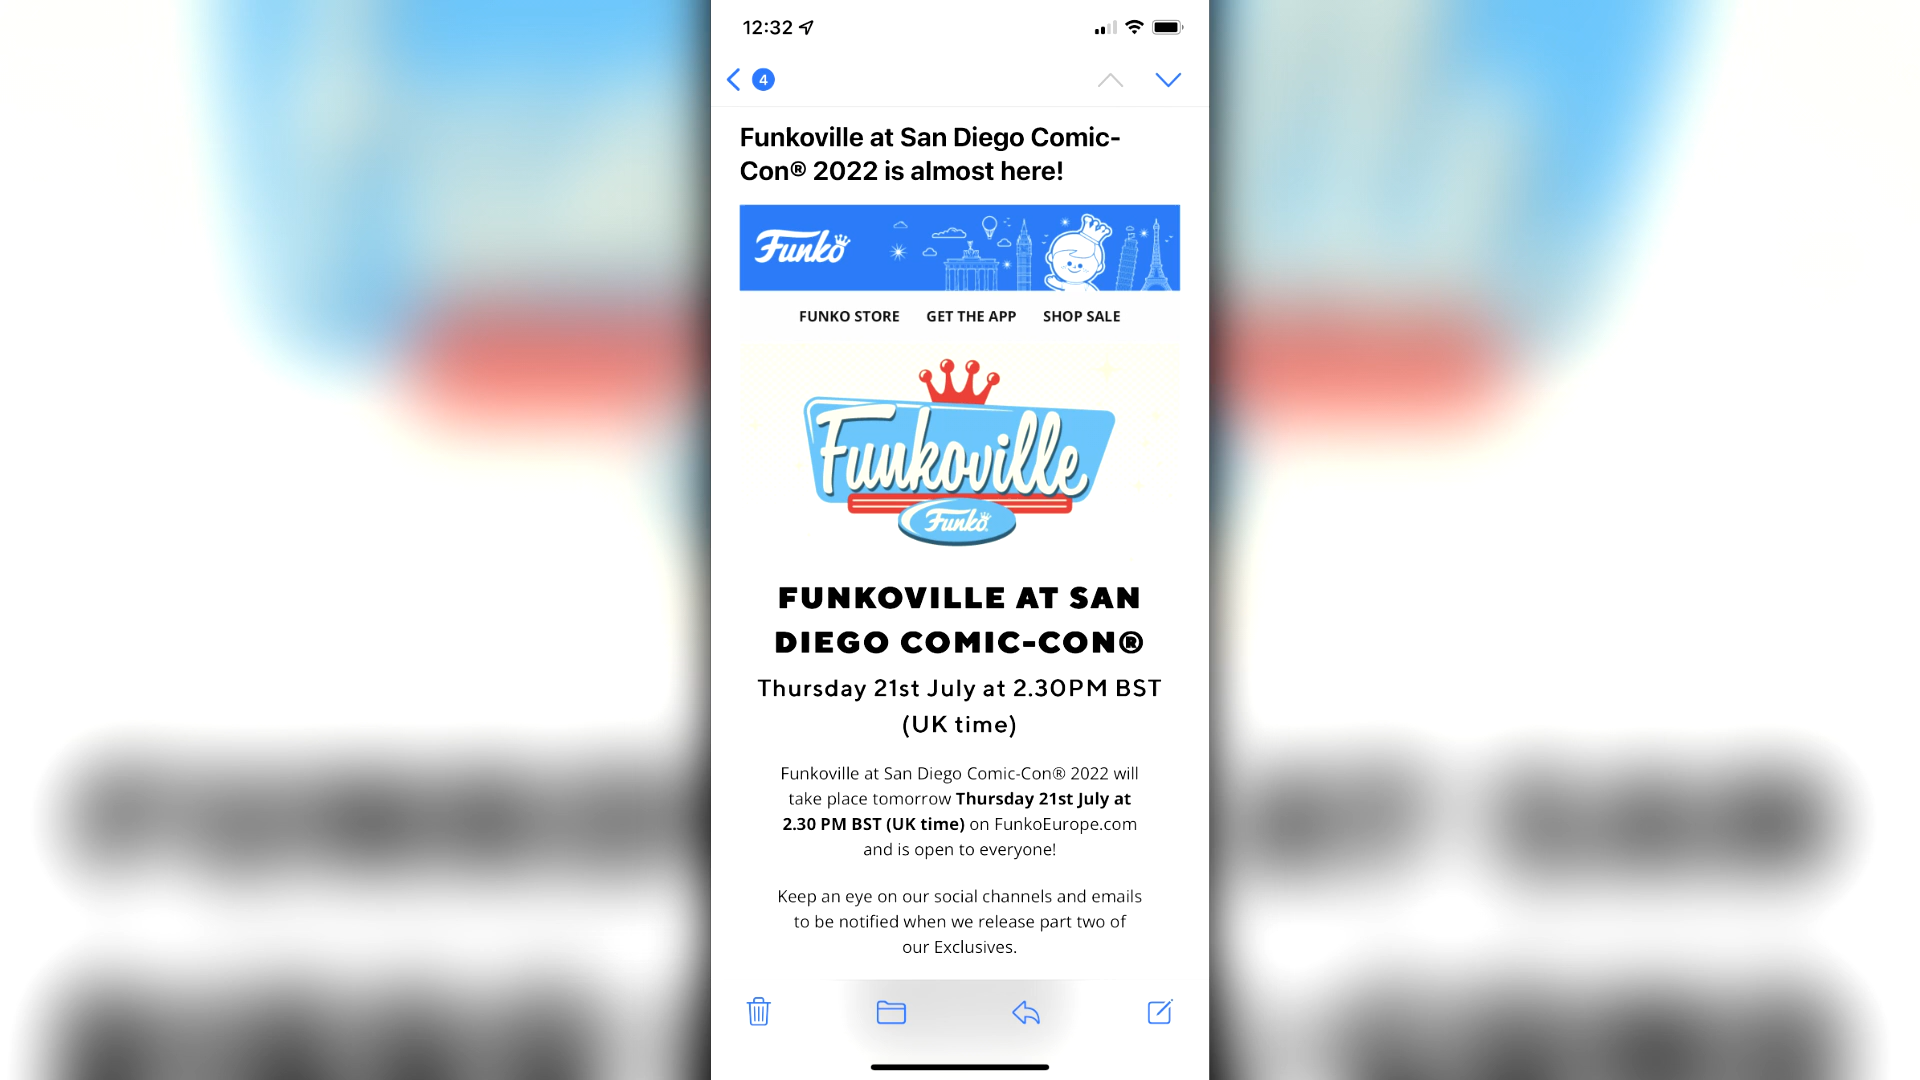 12:32
4
Funkoville at San Diego Comic-
Con® 2022 is almost here!
Funko
FUNKO STORE GET THE APP SHOP SALE
Funkoville
Funko
FUNKOVILLE AT SAN
DIEGO COMIC-CON®
Thursday 21st July at 2.30PM BST
(UK time)
Funkoville at San Diego Comic-Con® 2022 will
take place tomorrow Thursday 21st July at
2.30 PM BST (UK time) on FunkoEurope.com
and is open to everyone!
Keep an eye on our social channels and emails
to be notified when we release part two of
our Exclusives.